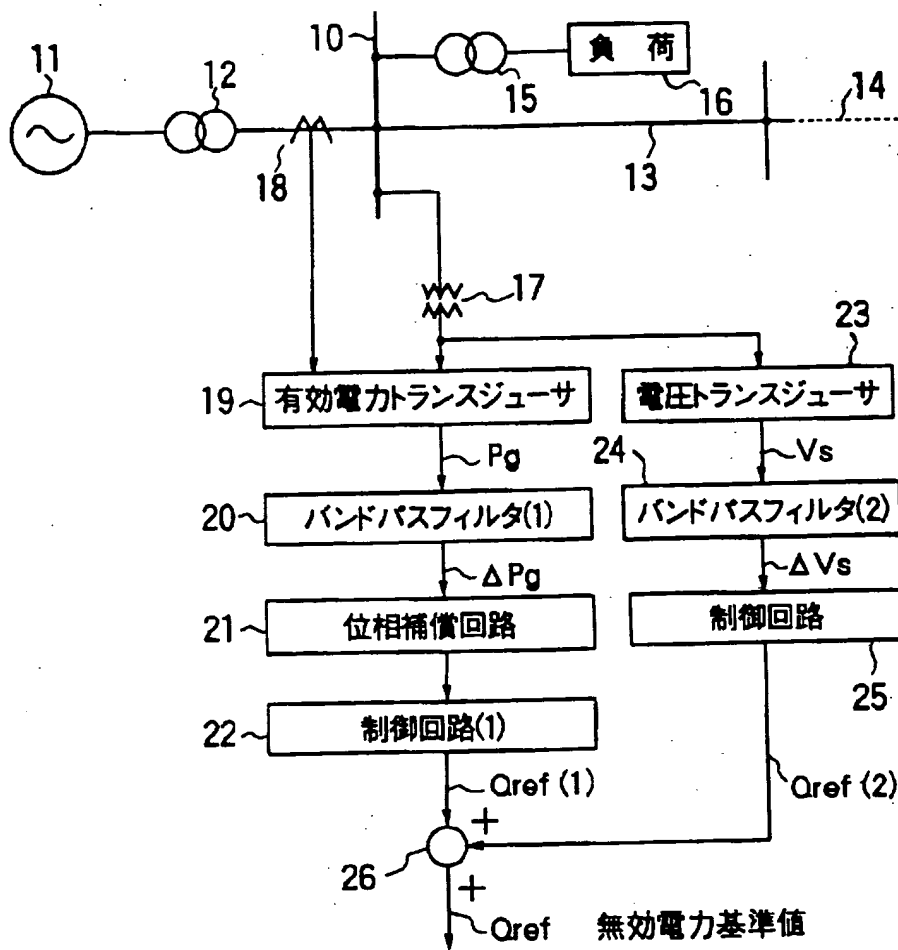 10
11
12
負荷
15
16
14
18
13
17
23
19
有効電力トランスジューサ
電圧トランスジューサ
Pg
24
Vs
20
バンドパスフィルタ(1)
バンドパスフィルタ(2)
ΔPg
ΔVs
21
位相補償回路
制御回路
25
22
制御回路(1)
Qref (1)
Qref (2)
+
26
+
Qref 無効電力基準値